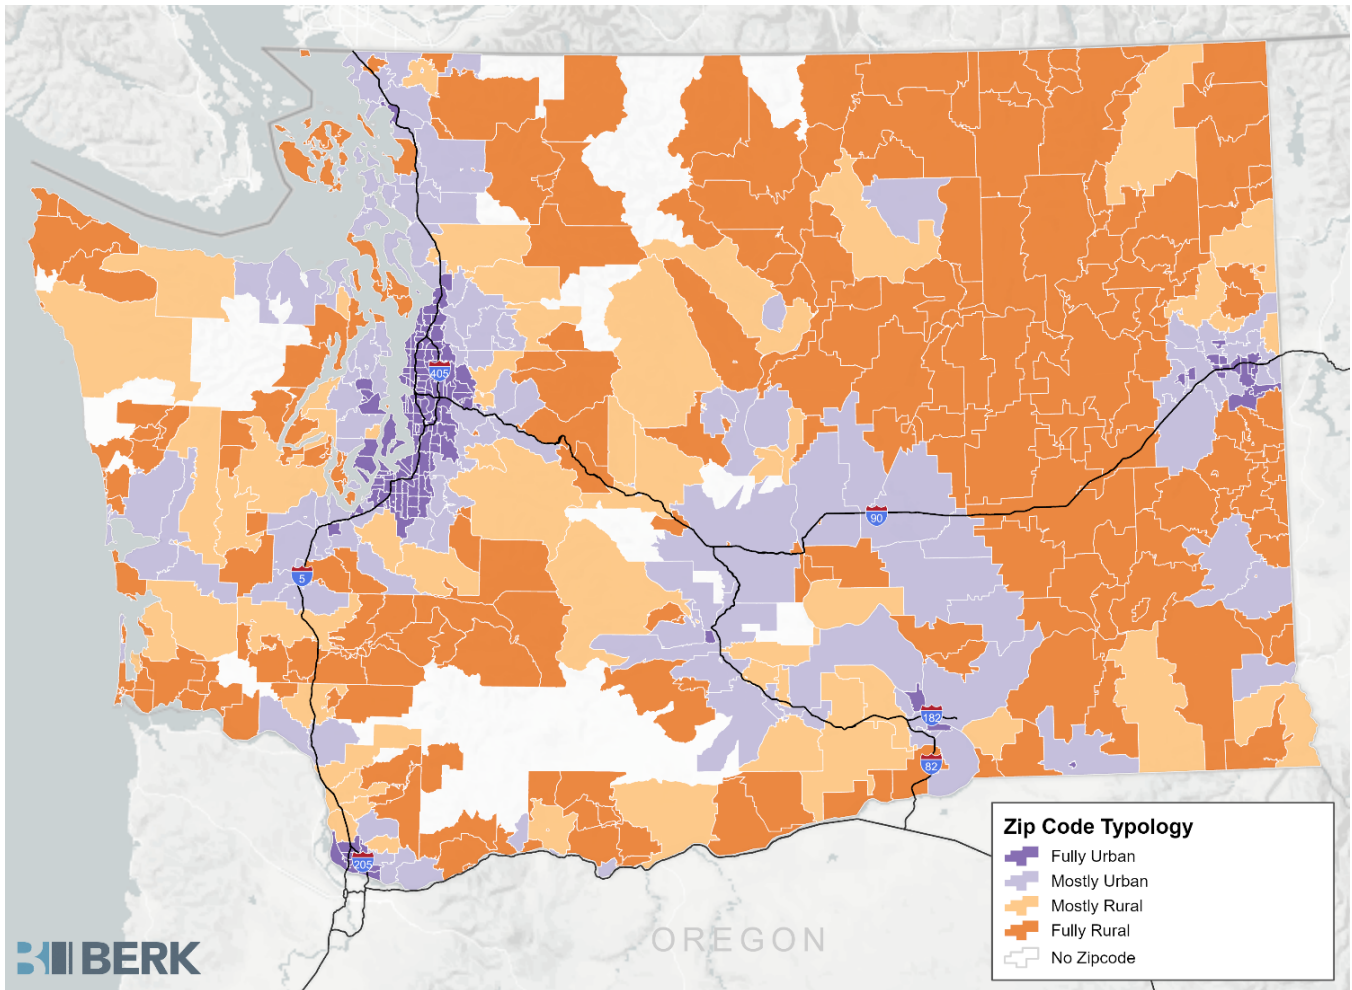 405
90
5
182
82
205
Zip Code Typology
Fully Urban
Mostly Urban
Mostly Rural
Fully Rural
No Zipcode
OREGON
BERK